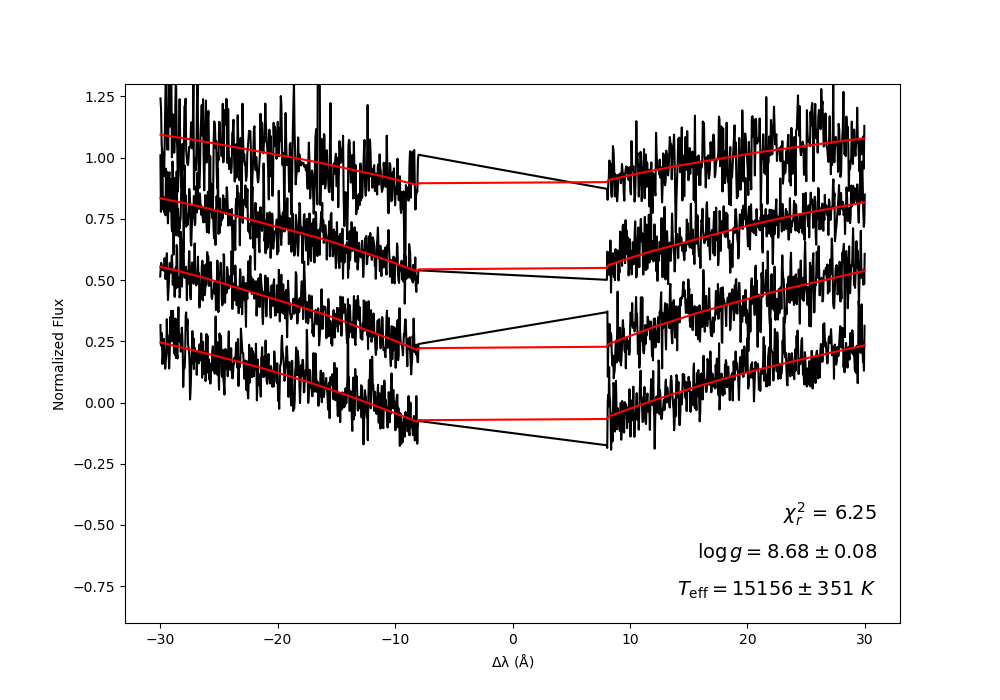 1.25
1.00
0.75
0.50
0.25
0.00
−0.25
−0.50
−0.75
Normalized Flux
χ²ᵣ = 6.25
log g = 8.68 ± 0.08
T_eff = 15156 ± 351 K
−30 −20 −10 0 10 20 30
Δλ (Å)